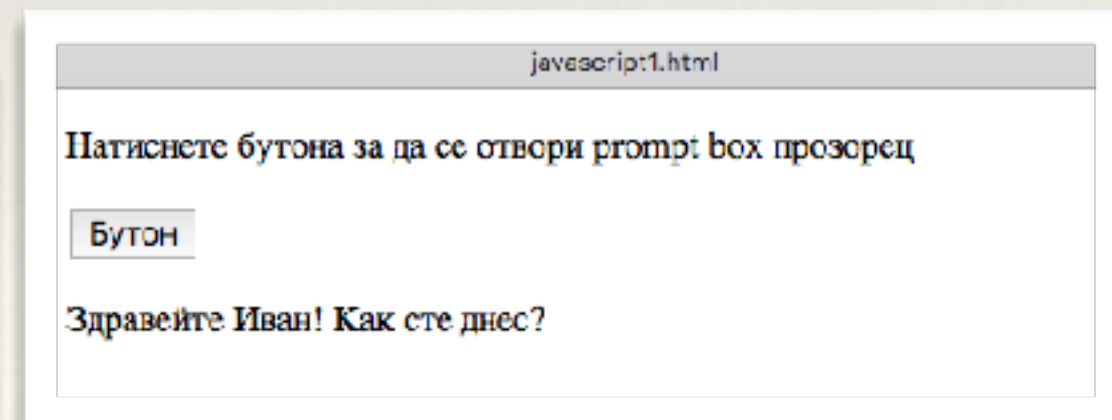 javascript1.html
Натиснете бутона за да се отвори prompt box прозорец
Бутон
Здравейте Иван! Как сте днес?